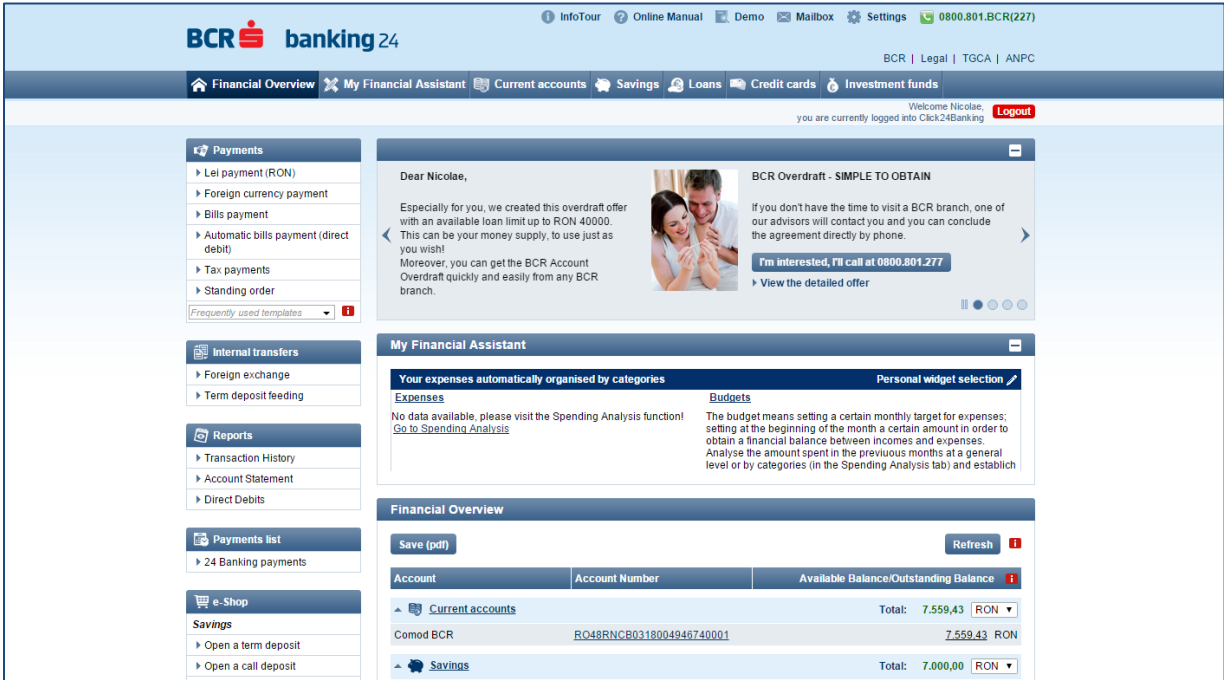 InfoTour Online Manual Demo Mailbox Settings 0800.801.BCR(227)
BCR banking 24
BCR | Legal | TGCA | ANPC
Financial Overview My Financial Assistant Current accounts Savings Loans Credit cards Investment funds
Welcome Nicolae,
you are currently logged into Click24Banking
Logout
Payments
Lei payment (RON)
Foreign currency payment
Bills payment
Automatic bills payment (direct
debit)
Tax payments
Standing order
Frequently used templates
Internal transfers
Foreign exchange
Term deposit feeding
Reports
Transaction History
Account Statement
Direct Debits
Payments list
24 Banking payments
e-Shop
Savings
Open a term deposit
Open a call deposit
Dear Nicolae,
Especially for you, we created this overdraft offer
with an available loan limit up to RON 40000.
This can be your money supply, to use just as
you wish!
Moreover, you can get the BCR Account
Overdraft quickly and easily from any BCR
branch.
BCR Overdraft - SIMPLE TO OBTAIN
If you don't have the time to visit a BCR branch, one of
our advisors will contact you and you can conclude
the agreement directly by phone.
I'm interested, I'll call at 0800.801.277
View the detailed offer
My Financial Assistant
Your expenses automatically organised by categories Personal widget selection
Expenses
No data available, please visit the Spending Analysis function!
Go to Spending Analysis
Budgets
The budget means setting a certain monthly target for expenses;
setting at the beginning of the month a certain amount in order to
obtain a financial balance between incomes and expenses.
Analyse the amount spent in the previuous months at a general
level or by categories (in the Spending Analysis tab) and establish
Financial Overview
Save (pdf) Refresh
Account Account Number Available Balance/Outstanding Balance
Current accounts Total: 7.559,43 RON
Comod BCR RO48RNCB0318004946740001 7.559,43 RON
Savings Total: 7.000,00 RON